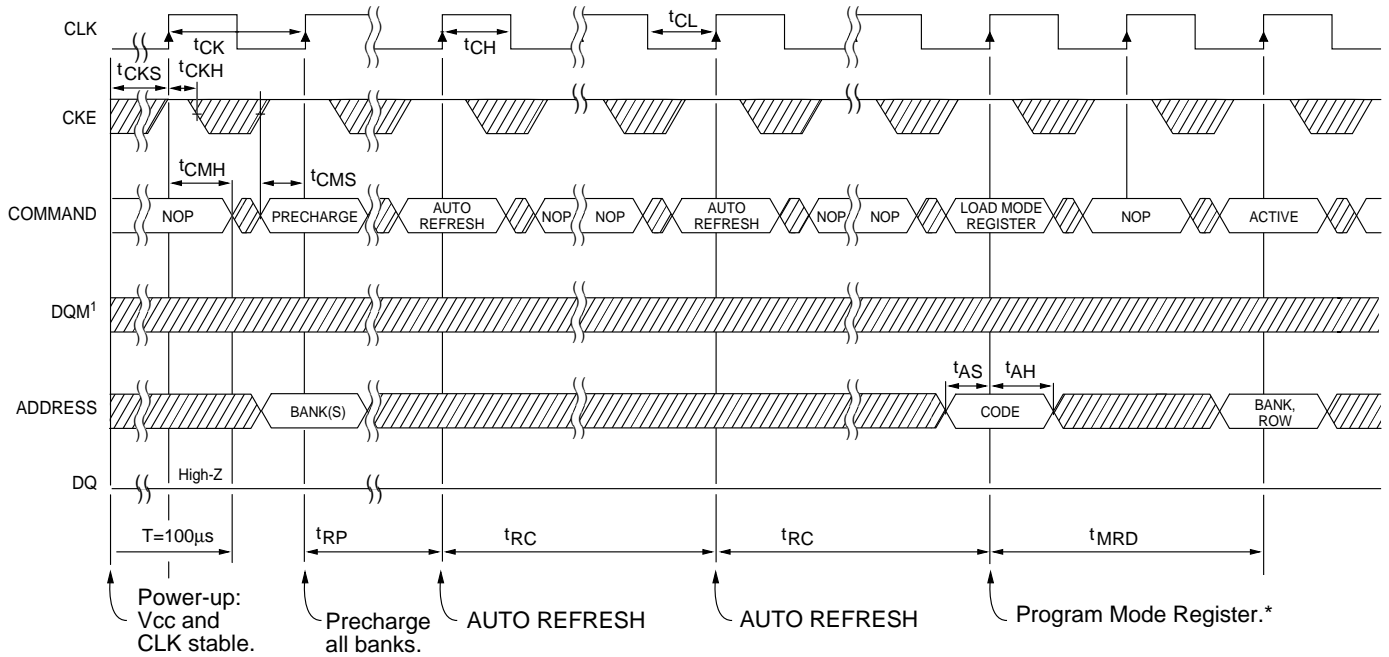 CLK
tCK
tCH
tCL
tCKS
tCKH
CKE
tCMH
tCMS
COMMAND
NOP
PRECHARGE
AUTO
REFRESH
NOP
NOP
AUTO
REFRESH
NOP
NOP
LOAD MODE
REGISTER
NOP
ACTIVE
DQM¹
tAS
tAH
ADDRESS
BANK(S)
CODE
BANK,
ROW
DQ
High-Z
T=100µs
tRP
tRC
tRC
tMRD
Power-up:
Vcc and
CLK stable.
Precharge
all banks.
AUTO REFRESH
AUTO REFRESH
Program Mode Register.*